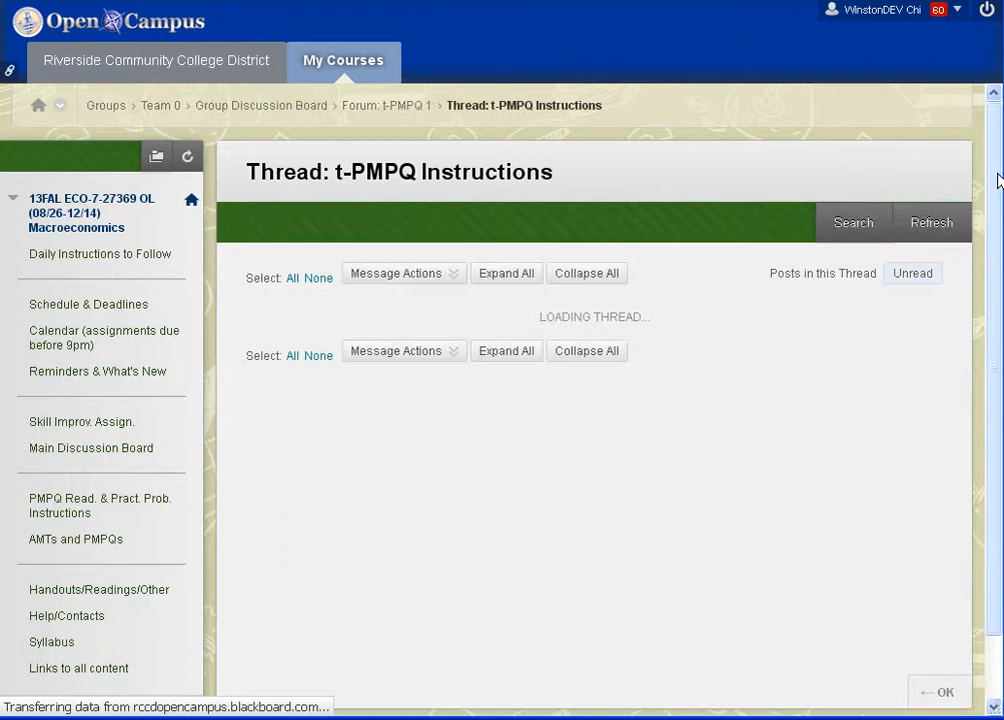 Open Campus
WinstonDEV Chi 60
Riverside Community College District
My Courses
Groups > Team 0 > Group Discussion Board > Forum: t-PMPQ 1 > Thread: t-PMPQ Instructions
Thread: t-PMPQ Instructions
Search
Refresh
13FAL ECO-7-27369 OL
(08/26-12/14)
Macroeconomics
Daily Instructions to Follow
Schedule & Deadlines
Calendar (assignments due
before 9pm)
Reminders & What's New
Skill Improv. Assign.
Main Discussion Board
PMPQ Read. & Pract. Prob.
Instructions
AMTs and PMPQs
Handouts/Readings/Other
Help/Contacts
Syllabus
Links to all content
Select: All None Message Actions Expand All Collapse All
Posts in this Thread Unread
LOADING THREAD...
Select: All None Message Actions Expand All Collapse All
← OK
Transferring data from rccdopencampus.blackboard.com...